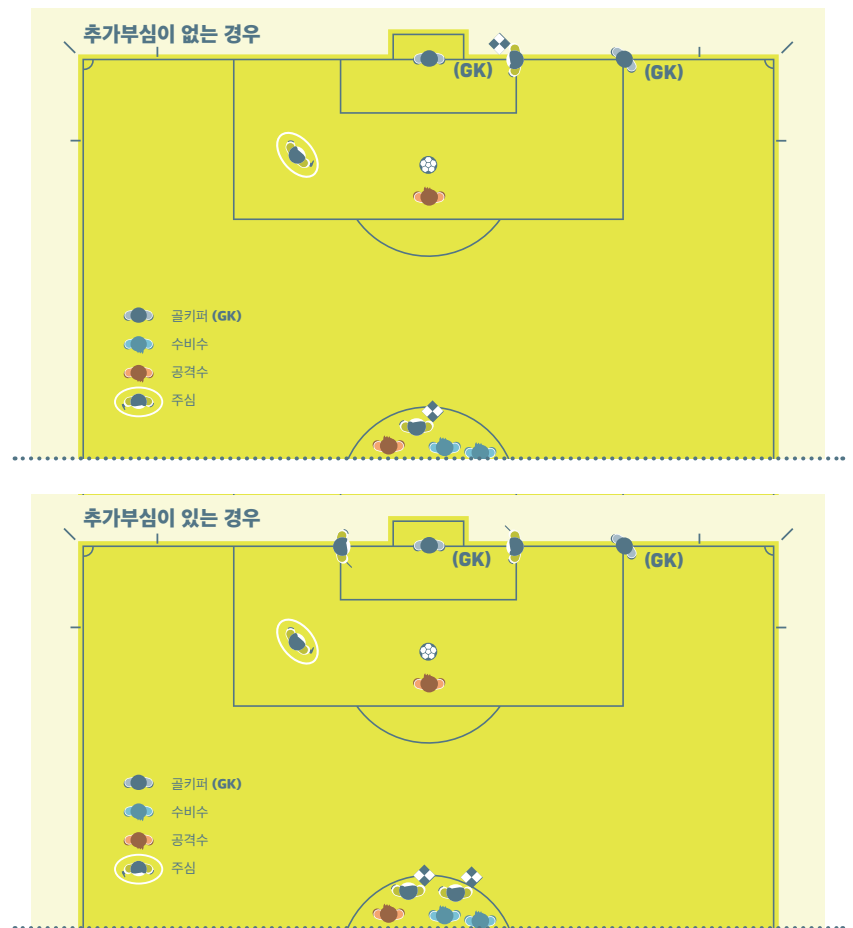 추가부심이 없는 경우
(GK)
(GK)
골키퍼 (GK)
수비수
공격수
주심
추가부심이 있는 경우
(GK)
(GK)
골키퍼 (GK)
수비수
공격수
주심